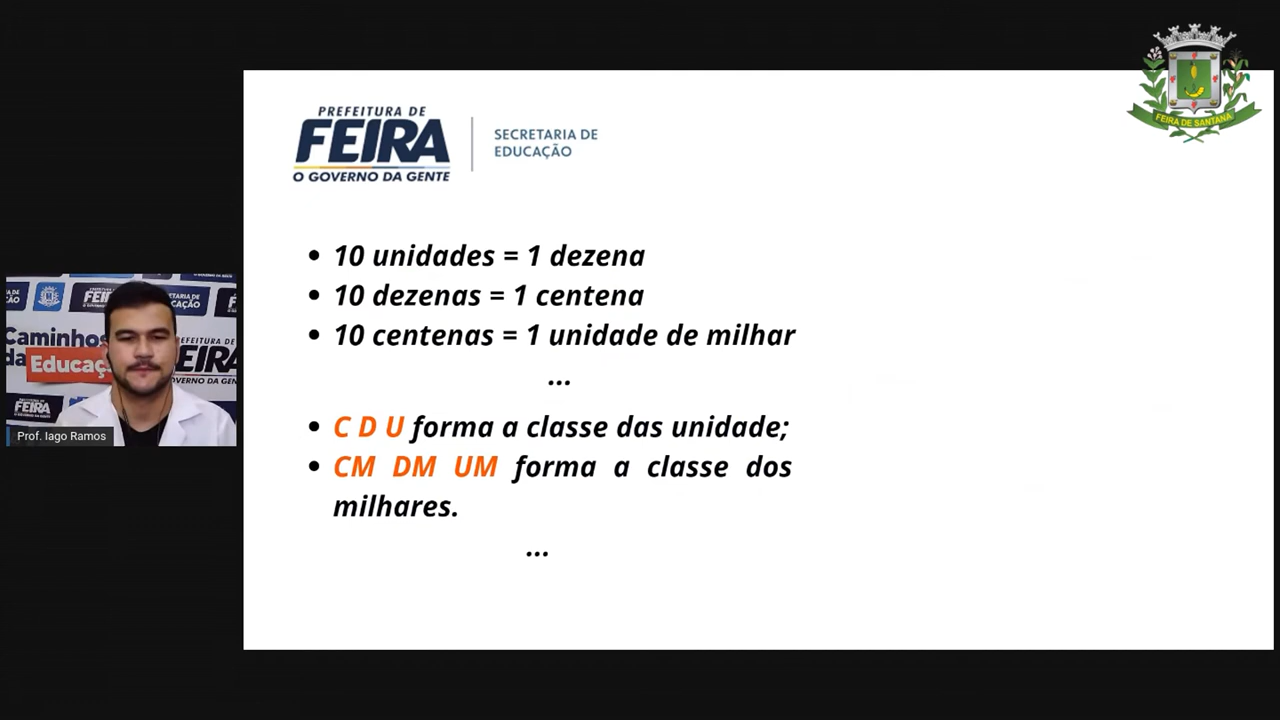 PREFEITURA DE
FEIRA
O GOVERNO DA GENTE
SECRETARIA DE
EDUCAÇÃO
FEIRA DE SANTANA
• 10 unidades = 1 dezena
• 10 dezenas = 1 centena
• 10 centenas = 1 unidade de milhar
...
• C D U forma a classe das unidade;
• CM DM UM forma a classe dos
milhares.
...
Caminhos
da
Educaç
FEIRA
Prof. Iago Ramos